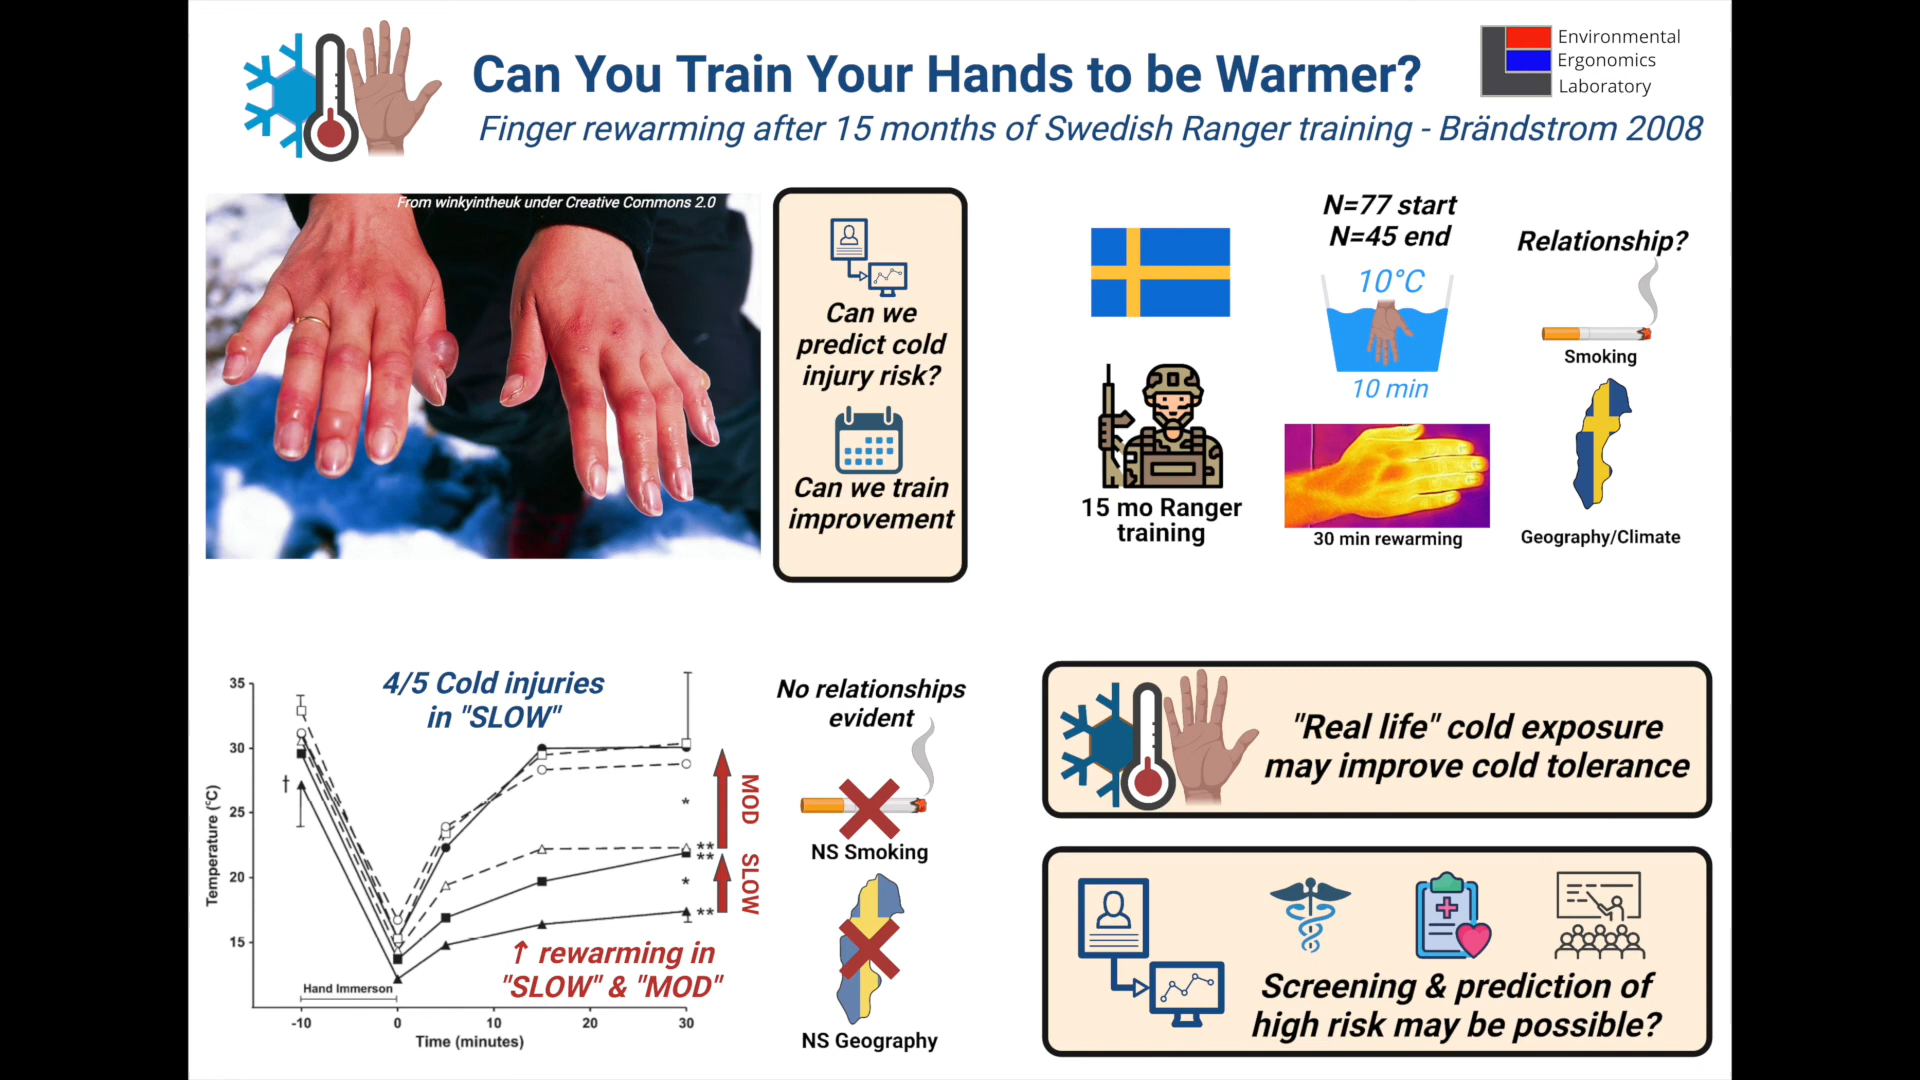 Can You Train Your Hands to be Warmer?
Finger rewarming after 15 months of Swedish Ranger training - Brändstrom 2008
Environmental
Ergonomics
Laboratory
From winkyintheuk under Creative Commons 2.0
Can we
predict cold
injury risk?
Can we train
improvement
15 mo Ranger
training
N=77 start
N=45 end
10°C
10 min
30 min rewarming
Relationship?
Smoking
Geography/Climate
4/5 Cold injuries
in "SLOW"
Temperature (°C)
35
30
25
20
15
†
*
**
**
*
**
MOD
SLOW
↑ rewarming in
"SLOW" & "MOD"
Hand Immerson
-10 0 10 20 30
Time (minutes)
No relationships
evident
NS Smoking
NS Geography
"Real life" cold exposure
may improve cold tolerance
Screening & prediction of
high risk may be possible?